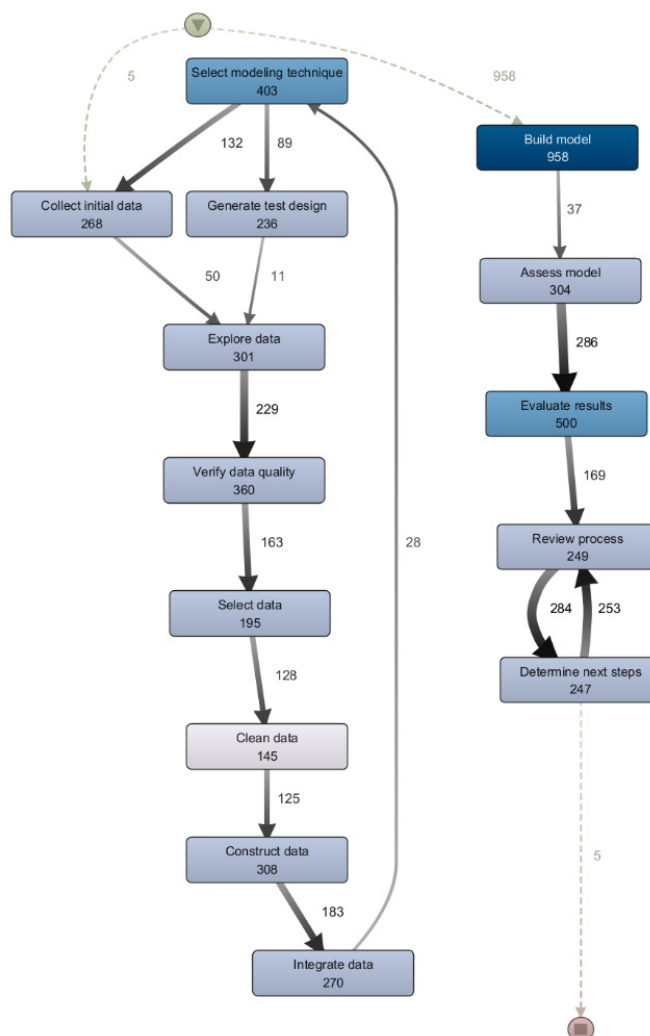 5
958
Select modeling technique
403
Build model
958
132
89
37
Collect initial data
268
Generate test design
236
Assess model
304
50
11
286
Explore data
301
Evaluate results
500
229
169
Verify data quality
360
163
28
Review process
249
Select data
195
284
253
128
Determine next steps
247
Clean data
145
125
Construct data
308
5
183
Integrate data
270